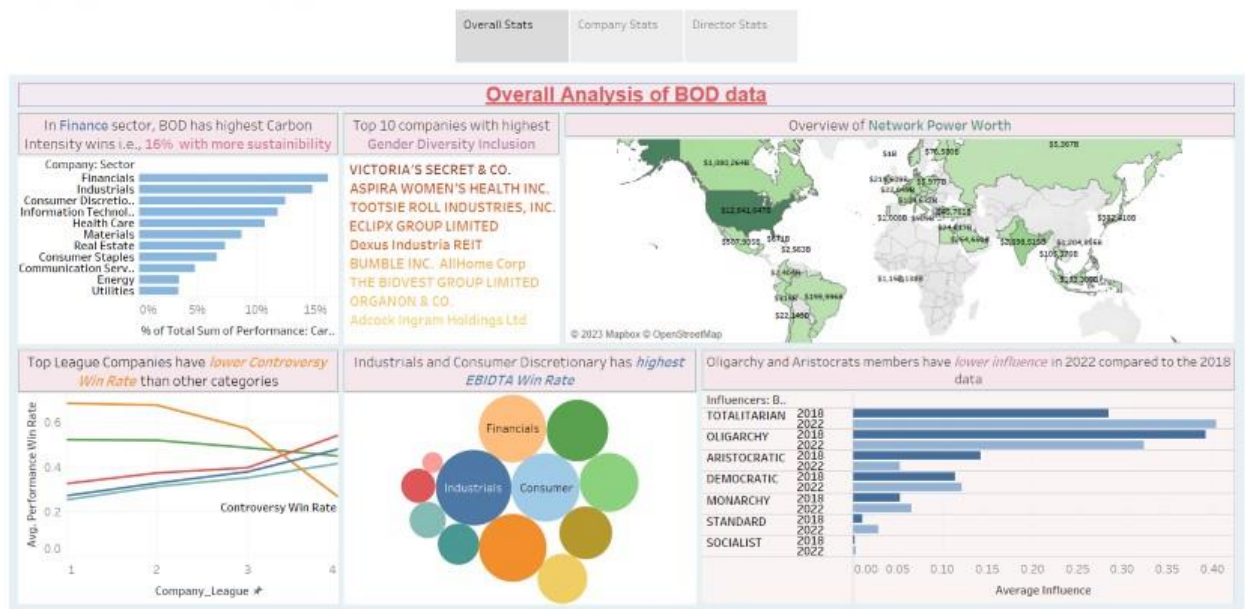 Overall Stats
Company Stats
Director Stats
Overall Analysis of BOD data
In Finance sector, BOD has highest Carbon
Intensity wins i.e., 16% with more sustainibility
Company: Sector
Financials
Industrials
Consumer Discretio..
Information Technol..
Health Care
Materials
Real Estate
Consumer Staples
Communication Serv..
Energy
Utilities
0% 5% 10% 15%
% of Total Sum of Performance: Car..
Top 10 companies with highest
Gender Diversity Inclusion
VICTORIA'S SECRET & CO.
ASPIRA WOMEN'S HEALTH INC.
TOOTSIE ROLL INDUSTRIES, INC.
ECLIPX GROUP LIMITED
Dexus Industria REIT
BUMBLE INC. AllHome Corp
THE BIDVEST GROUP LIMITED
ORGANON & CO.
Adcock Ingram Holdings Ltd
Overview of Network Power Worth
© 2023 Mapbox © OpenStreetMap
Top League Companies have lower Controversy
Win Rate than other categories
Avg. Performance Win Rate
0.6
0.4
0.2
0.0
Controversy Win Rate
1 2 3 4
Company_League
Industrials and Consumer Discretionary has highest
EBIDTA Win Rate
Financials
Industrials
Consumer
Oligarchy and Aristocrats members have lower influence in 2022 compared to the 2018
data
Influencers: B..
TOTALITARIAN 2018
2022
OLIGARCHY 2018
2022
ARISTOCRATIC 2018
2022
DEMOCRATIC 2018
2022
MONARCHY 2018
2022
STANDARD 2018
2022
SOCIALIST 2018
2022
0.00 0.05 0.10 0.15 0.20 0.25 0.30 0.35 0.40
Average Influence